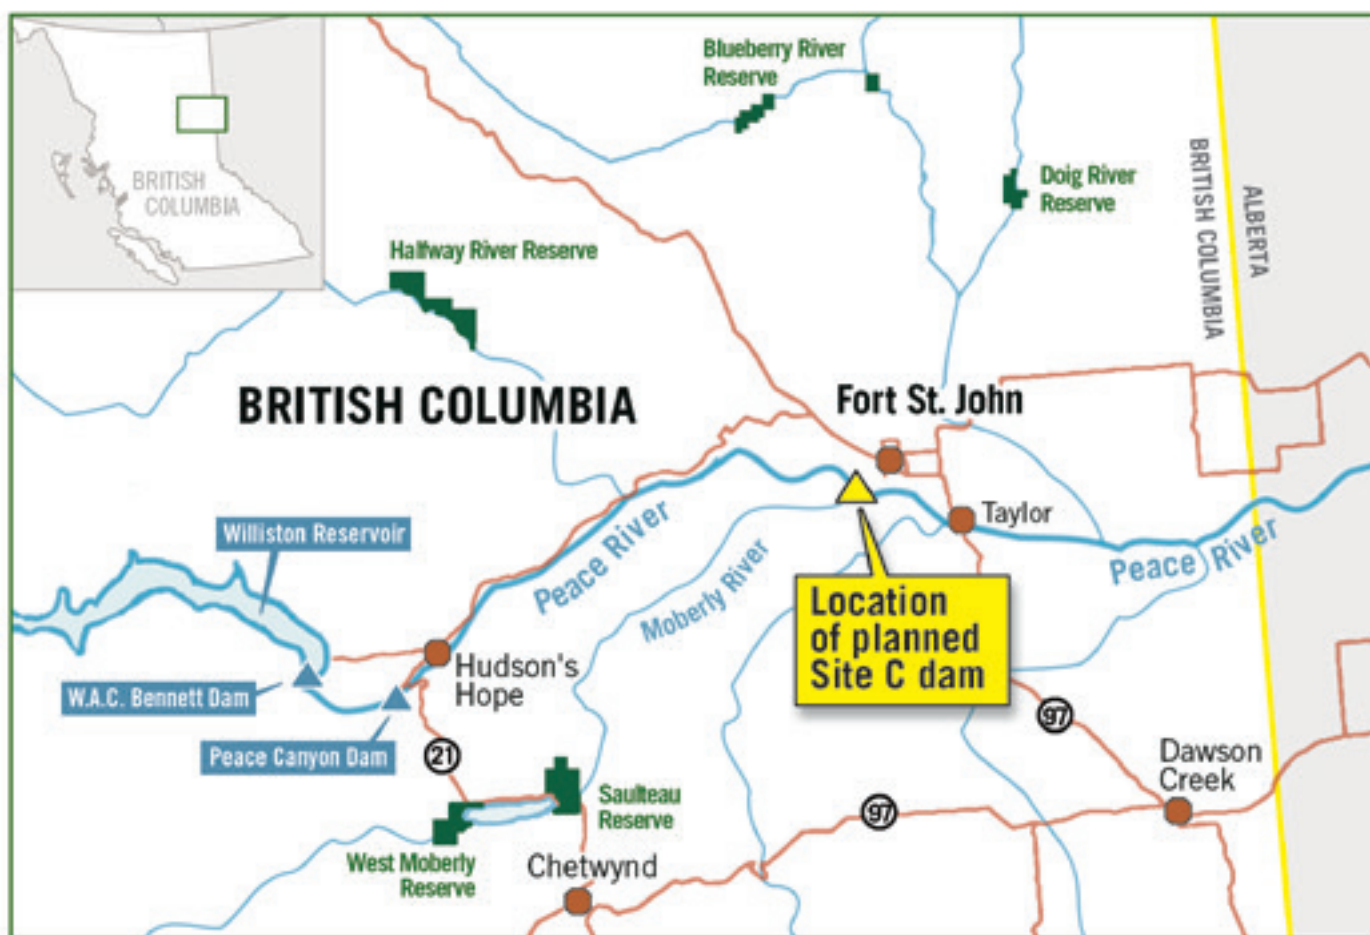 Blueberry River
Reserve
BRITISH
COLUMBIA
Doig River
Reserve
BRITISH COLUMBIA
ALBERTA
Halfway River Reserve
BRITISH COLUMBIA
Fort St. John
Williston Reservoir
Peace River
Taylor
Peace River
Moberly River
Location
of planned
Site C dam
Hudson's
Hope
W.A.C. Bennett Dam
Peace Canyon Dam
21
97
Dawson
Creek
Saulteau
Reserve
97
West Moberly
Reserve
Chetwynd